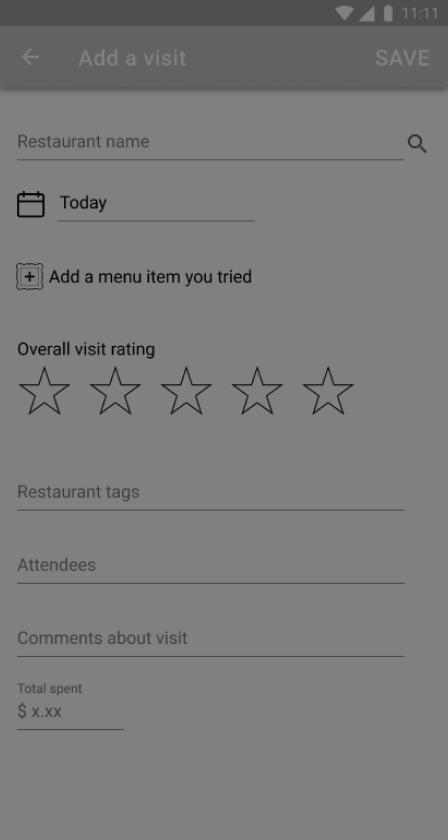 11:11
Add a visit
SAVE
Restaurant name
Today
Add a menu item you tried
Overall visit rating
Restaurant tags
Attendees
Comments about visit
Total spent
$ x.xx